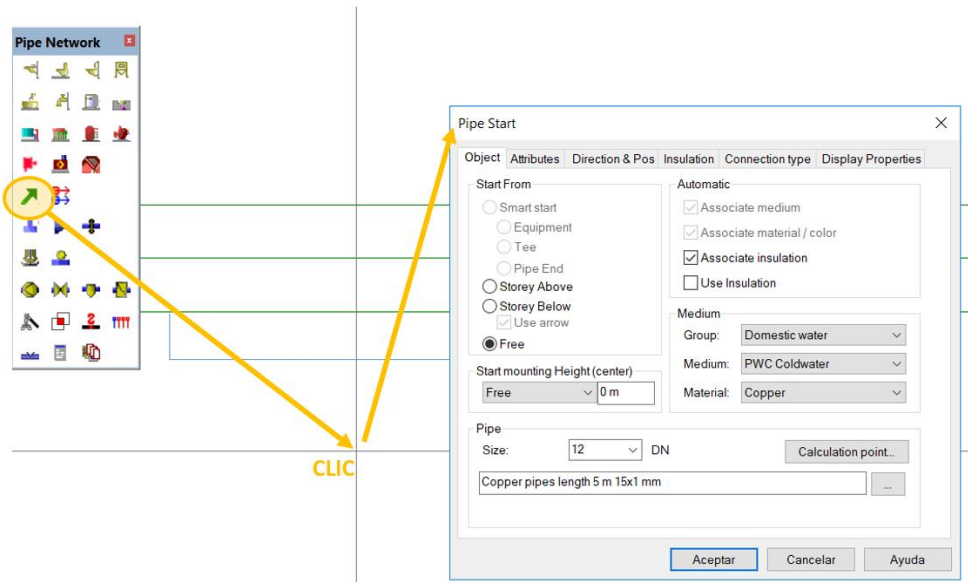 Pipe Network
Pipe Start
Object Attributes Direction & Pos Insulation Connection type Display Properties
Start From
Smart start
Equipment
Tee
Pipe End
Storey Above
Storey Below
Use arrow
Free
Start mounting Height (center)
Free 0 m
Automatic
Associate medium
Associate material / color
Associate insulation
Use Insulation
Medium
Group: Domestic water
Medium: PWC Coldwater
Material: Copper
Pipe
Size: 12 DN Calculation point...
Copper pipes length 5 m 15x1 mm ...
Aceptar Cancelar Ayuda
CLIC